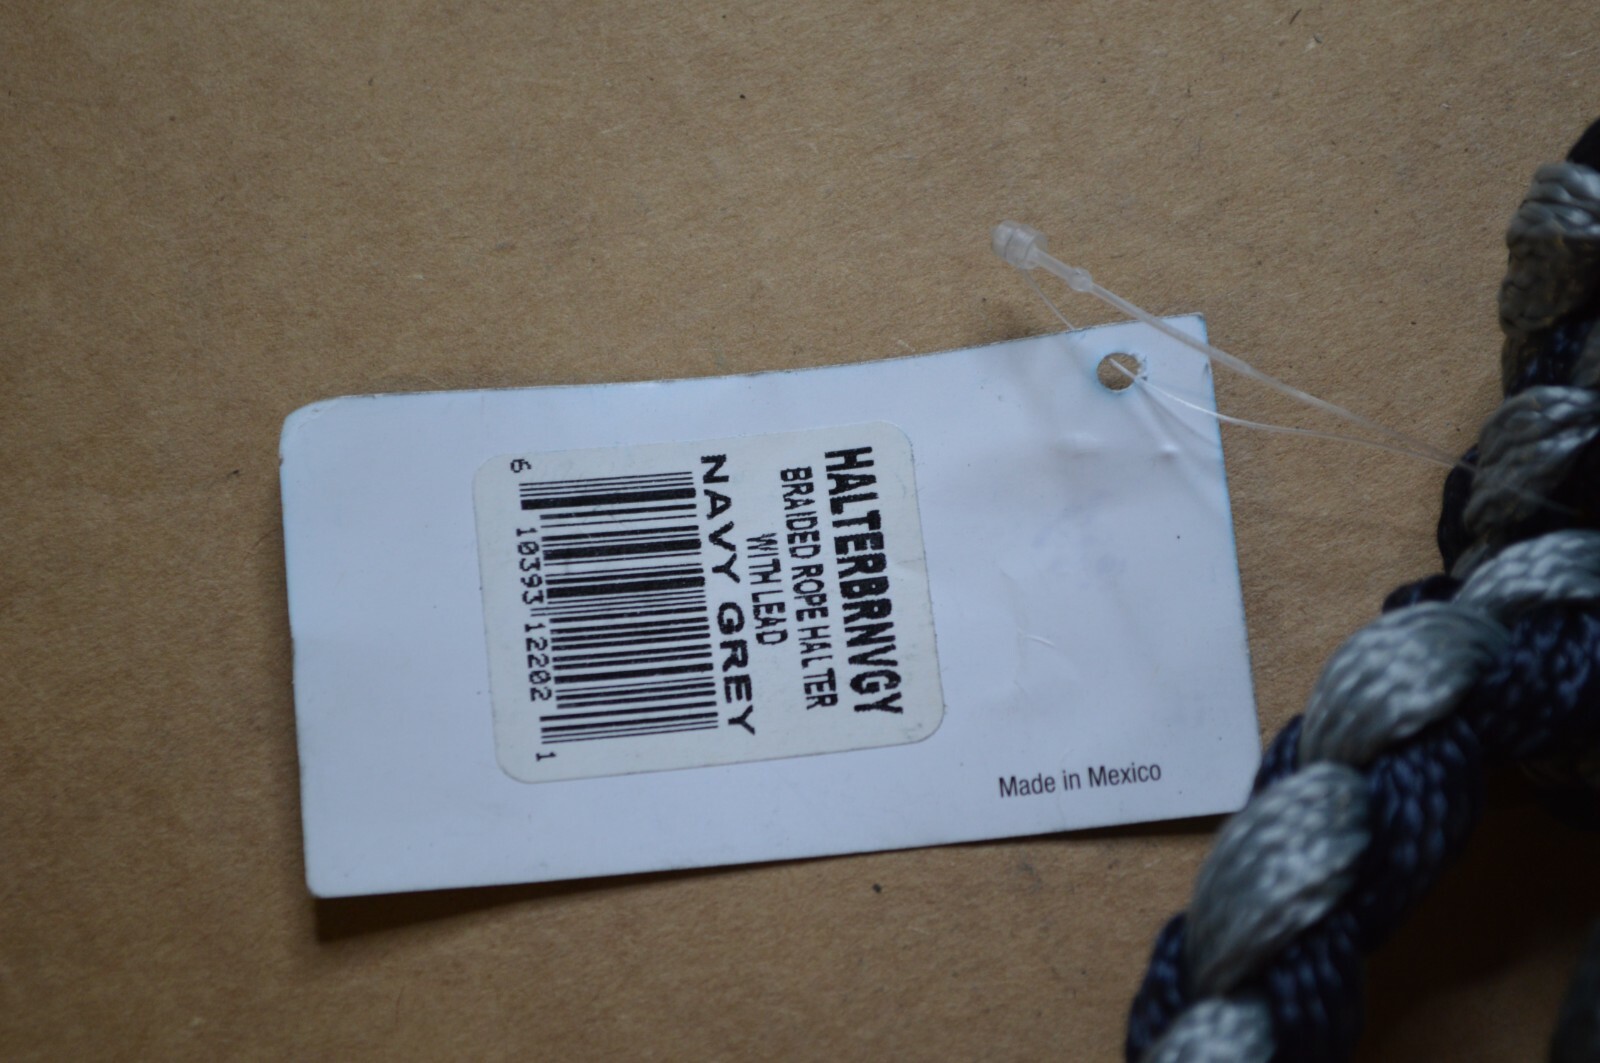 HALTERBRNVGY
BRAIDED ROPE HALTER
WITH LEAD
NAVY GREY
6 10393 12202 1
Made in Mexico